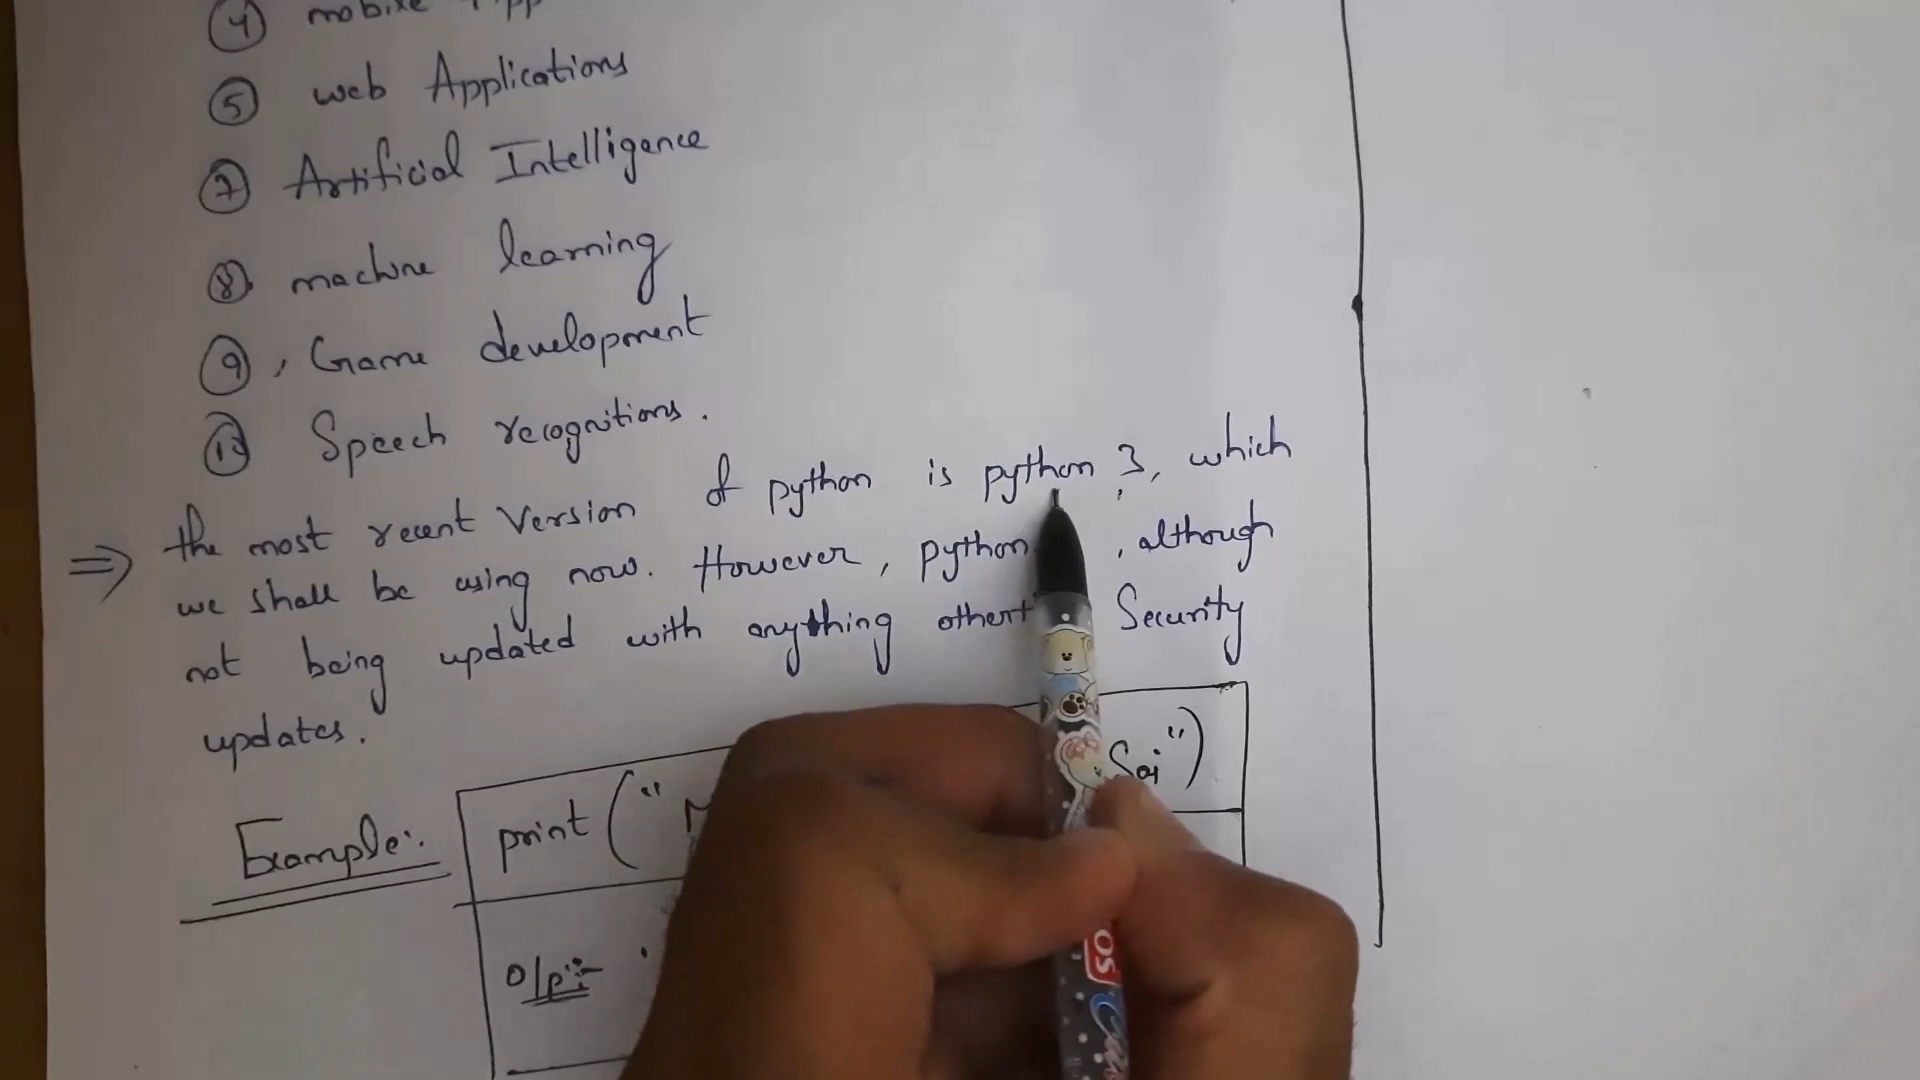 ④ mobile App
⑤ web Applications
⑦ Artificial Intelligence
⑧ machine learning
⑨, Game development
⑩ Speech recognitions.
⇒ the most recent Version of python is python 3, which
we shall be using now. However, python , although
not being updated with anything other Security
updates.
Example:
print (" Sai")
O/p:-